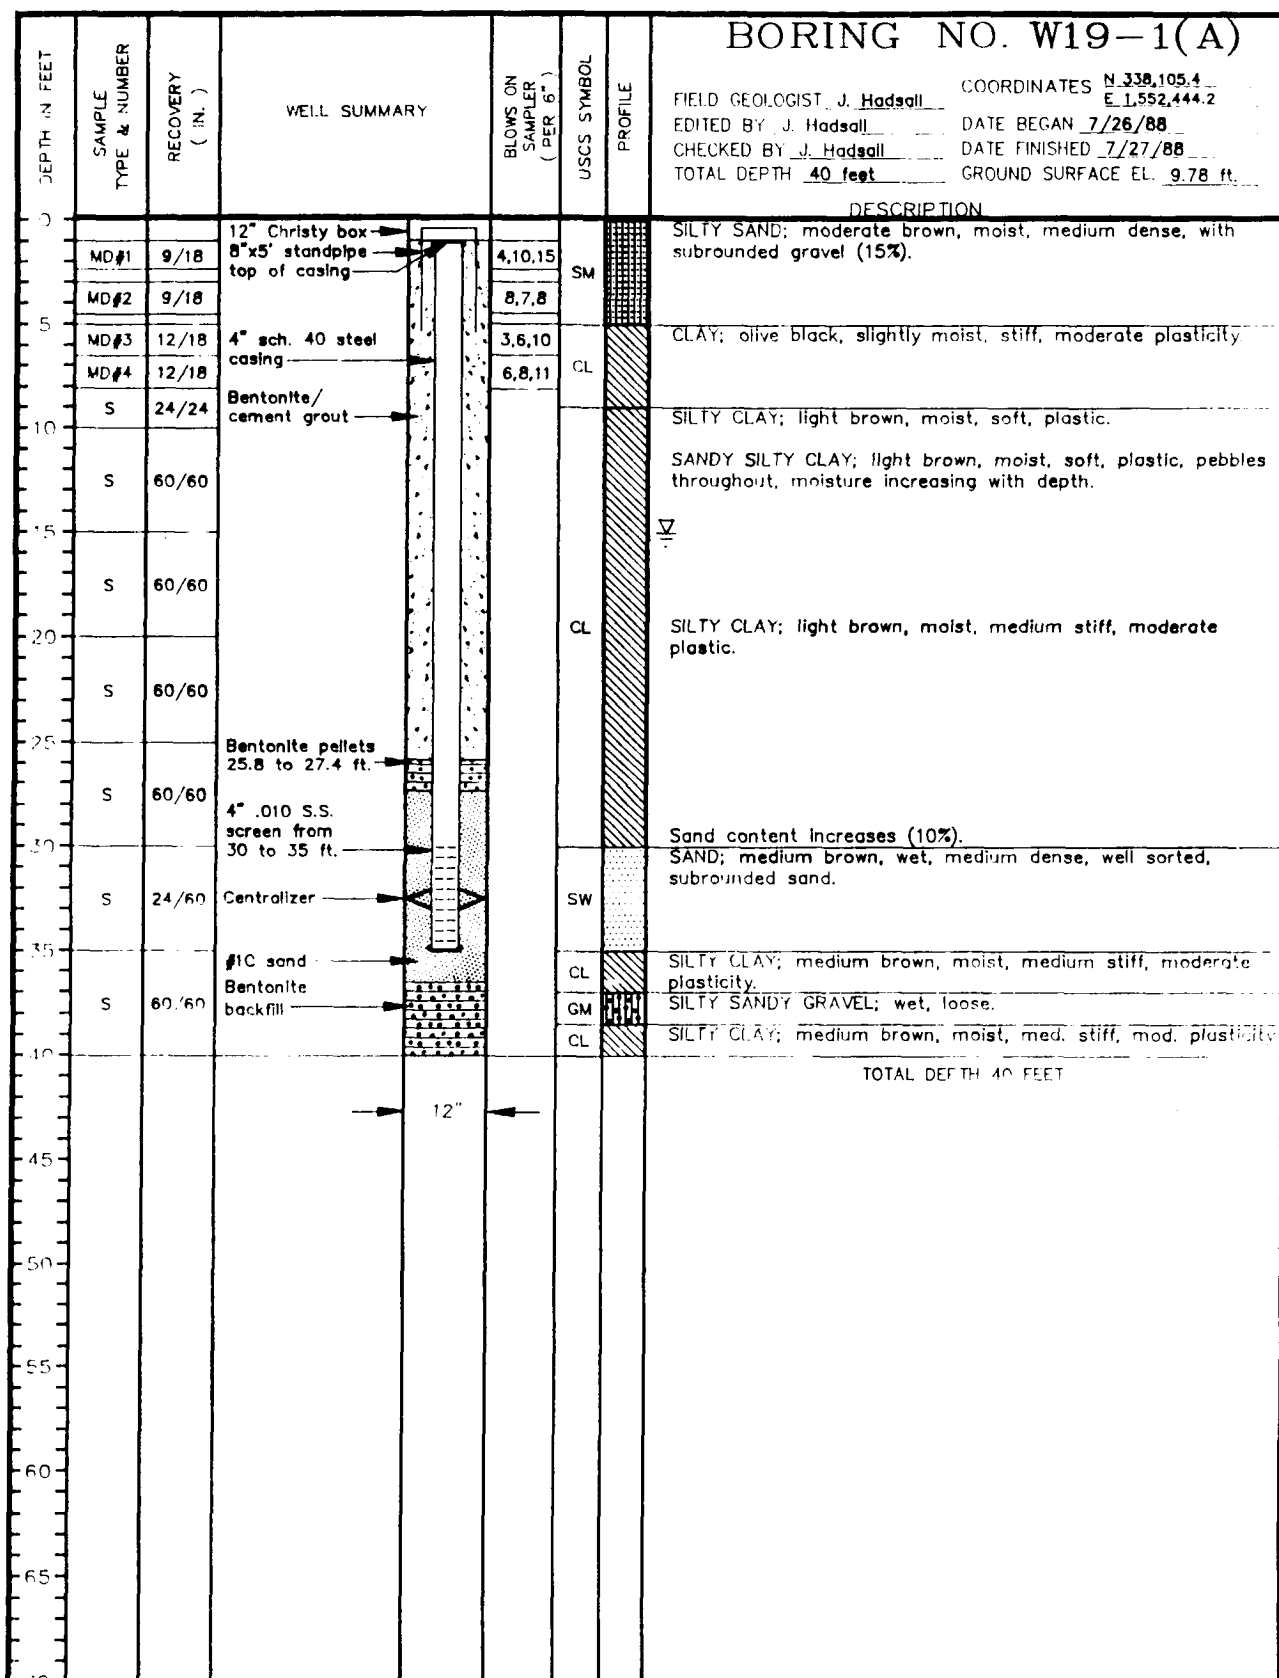 BORING NO. W19-1(A)
DEPTH IN FEET
SAMPLE
TYPE & NUMBER
RECOVERY
( IN. )
WELL SUMMARY
BLOWS ON
SAMPLER
( PER 6" )
USCS SYMBOL
PROFILE
FIELD GEOLOGIST J. Hadsall
EDITED BY J. Hadsall
CHECKED BY J. Hadsall
TOTAL DEPTH 40 feet
COORDINATES N 338,105.4
E 1,552,444.2
DATE BEGAN 7/26/88
DATE FINISHED 7/27/88
GROUND SURFACE EL. 9.78 ft.
DESCRIPTION
0
12" Christy box
SILTY SAND; moderate brown, moist, medium dense, with
subrounded gravel (15%).
MD#1 9/18
8"x5' standpipe
top of casing
4,10,15
SM
MD#2 9/18
8,7,8
5
MD#3 12/18
4" sch. 40 steel
casing
3,6,10
CLAY; olive black, slightly moist, stiff, moderate plasticity.
CL
MD#4 12/18
6,8,11
S 24/24
Bentonite/
cement grout
SILTY CLAY; light brown, moist, soft, plastic.
10
SANDY SILTY CLAY; light brown, moist, soft, plastic, pebbles
throughout, moisture increasing with depth.
S 60/60
15
S 60/60
20
CL
SILTY CLAY; light brown, moist, medium stiff, moderate
plastic.
S 60/60
25
Bentonite pellets
25.8 to 27.4 ft.
S 60/60
4" .010 S.S.
screen from
30 to 35 ft.
Sand content increases (10%).
30
SAND; medium brown, wet, medium dense, well sorted,
subrounded sand.
S 24/60
Centralizer
SW
35
#1C sand
CL
SILTY CLAY; medium brown, moist, medium stiff, moderate
plasticity.
S 60/60
Bentonite
backfill
GM
SILTY SANDY GRAVEL; wet, loose.
CL
SILTY CLAY; medium brown, moist, med. stiff, mod. plasticity
40
TOTAL DEPTH 40 FEET
12"
45
50
55
60
65